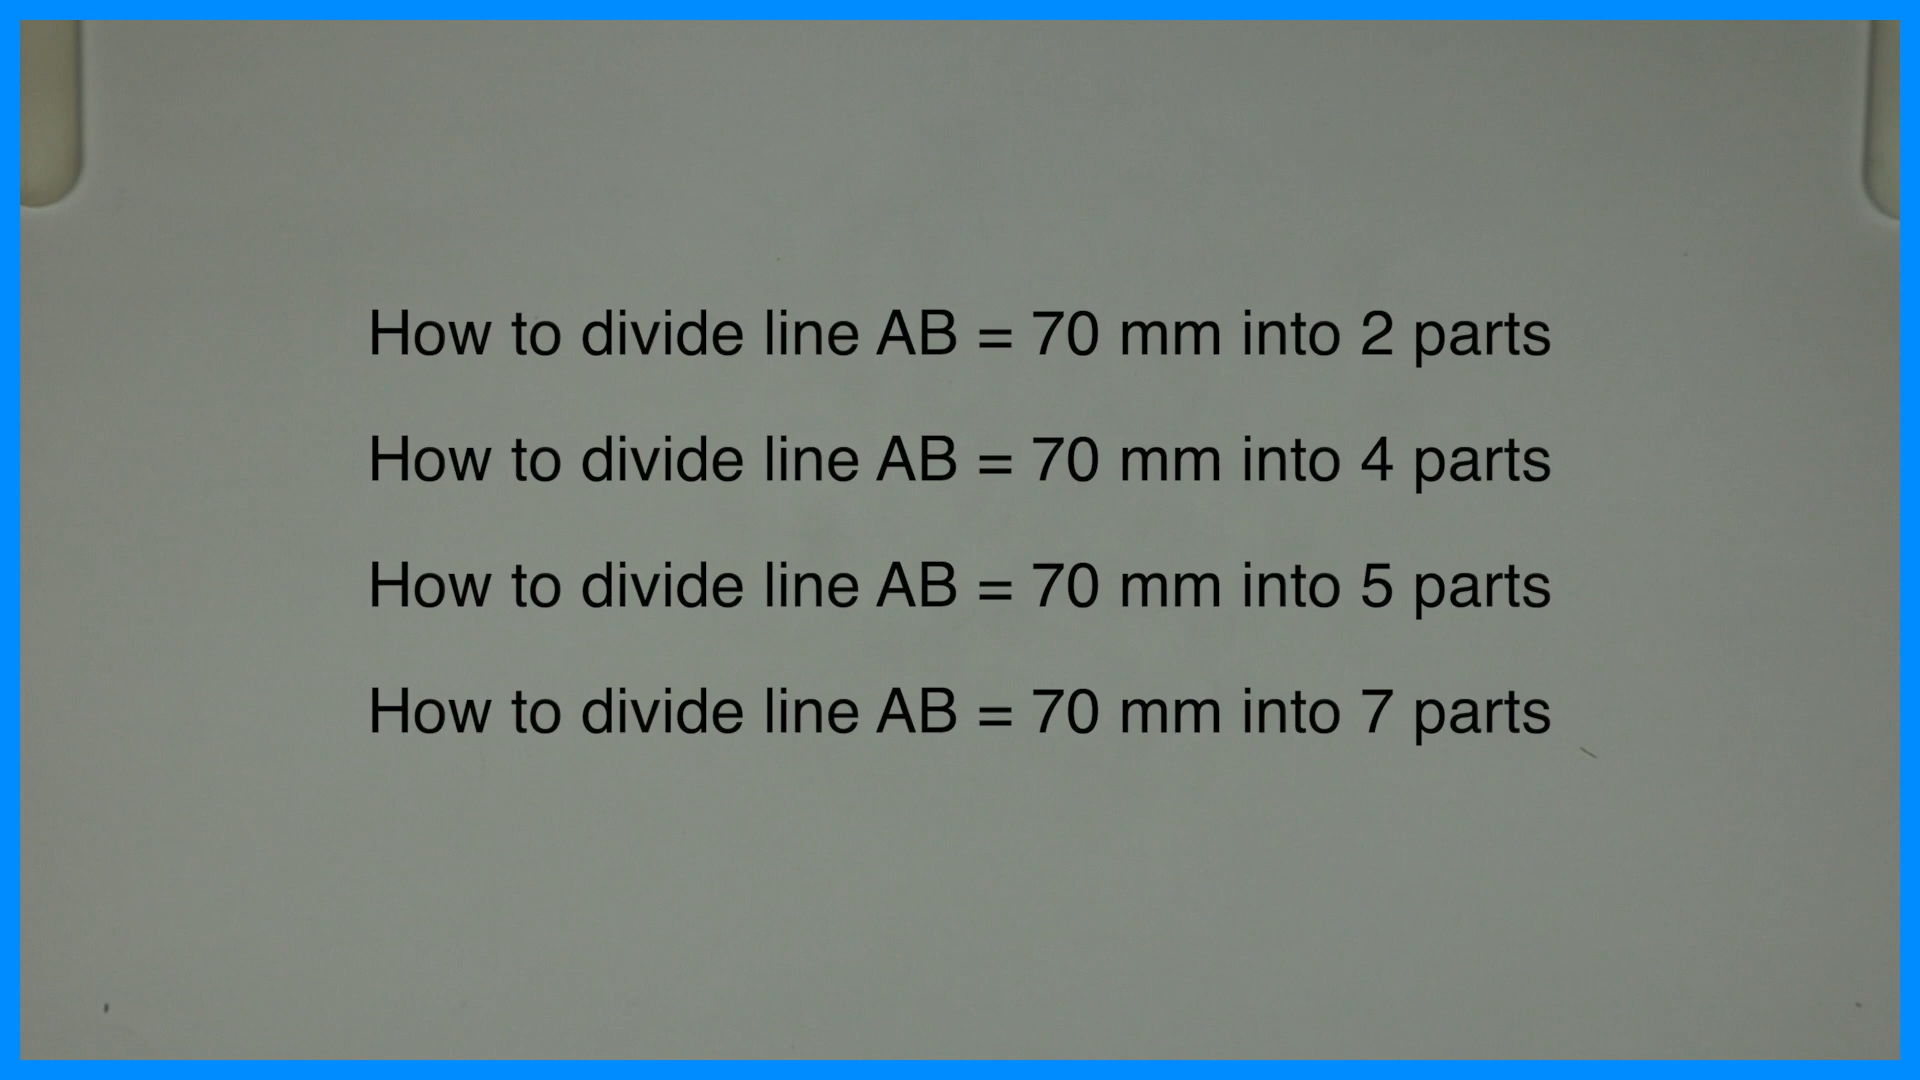 How to divide line AB = 70 mm into 2 parts
How to divide line AB = 70 mm into 4 parts
How to divide line AB = 70 mm into 5 parts
How to divide line AB = 70 mm into 7 parts